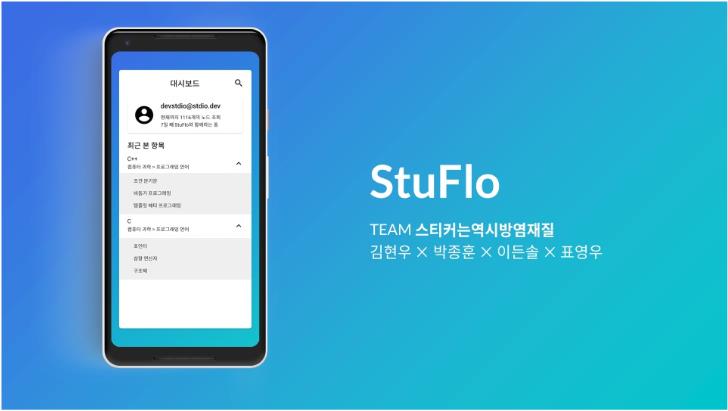 대시보드
devstdio@stdio.dev
현재까지 1116개의 노드 조회
7일 째 StuFlo와 함께하는 중
최근 본 항목
C++
컴퓨터 과학 > 프로그래밍 언어
조건 분기문
비동기 프로그래밍
템플릿 메타 프로그래밍
C
컴퓨터 과학 > 프로그래밍 언어
포인터
삼항 연산자
구조체
StuFlo
TEAM 스티커는역시방염재질
김현우 × 박종훈 × 이든솔 × 표영우